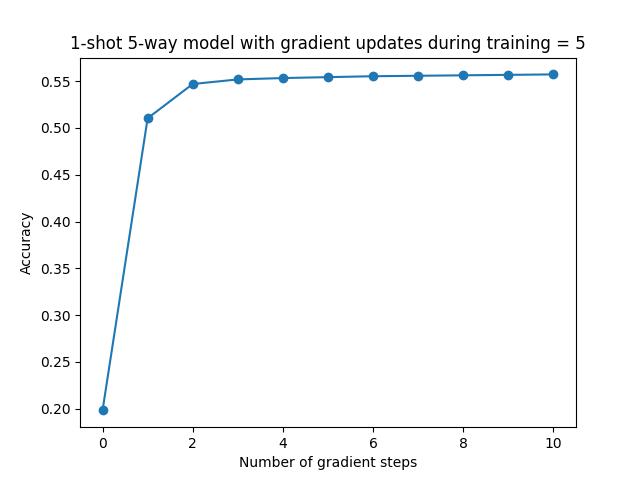 1-shot 5-way model with gradient updates during training = 5
0.55
0.50
0.45
0.40
0.35
0.30
0.25
0.20
Accuracy
0 2 4 6 8 10
Number of gradient steps